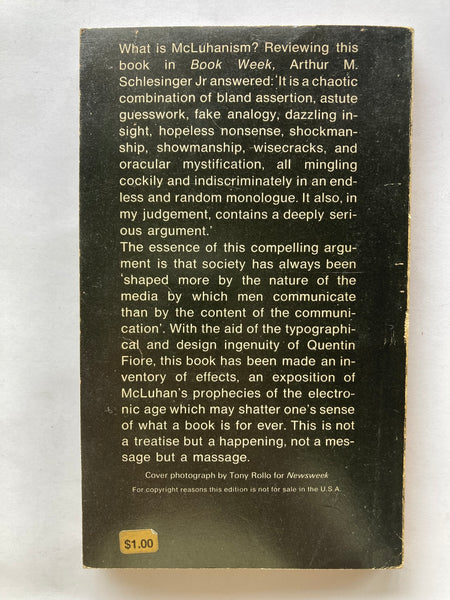 What is McLuhanism? Reviewing this
book in Book Week, Arthur M.
Schlesinger Jr answered: 'It is a chaotic
combination of bland assertion, astute
guesswork, fake analogy, dazzling in-
sight, hopeless nonsense, shockman-
ship, showmanship, wisecracks, and
oracular mystification, all mingling
cockily and indiscriminately in an end-
less and random monologue. It also, in
my judgement, contains a deeply seri-
ous argument.'
The essence of this compelling argu-
ment is that society has always been
'shaped more by the nature of the
media by which men communicate
than by the content of the communi-
cation'. With the aid of the typographi-
cal and design ingenuity of Quentin
Fiore, this book has been made an in-
ventory of effects, an exposition of
McLuhan's prophecies of the electro-
nic age which may shatter one's sense
of what a book is for ever. This is not
a treatise but a happening, not a mes-
sage but a massage.
Cover photograph by Tony Rollo for Newsweek
For copyright reasons this edition is not for sale in the U.S.A.
$1.00